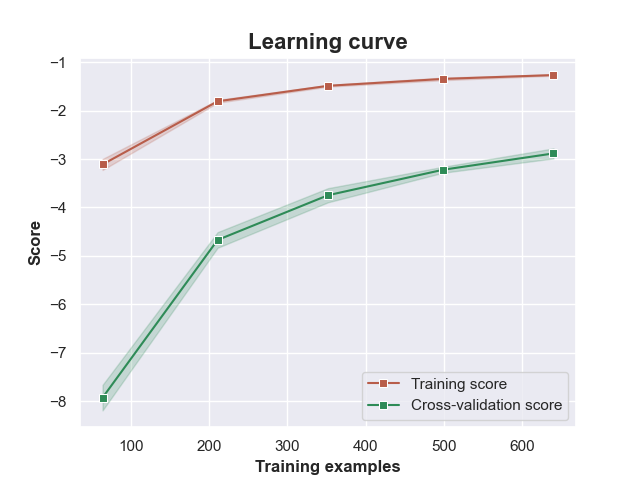 Learning curve
Score
−1
−2
−3
−4
−5
−6
−7
−8
100 200 300 400 500 600
Training examples
Training score
Cross-validation score